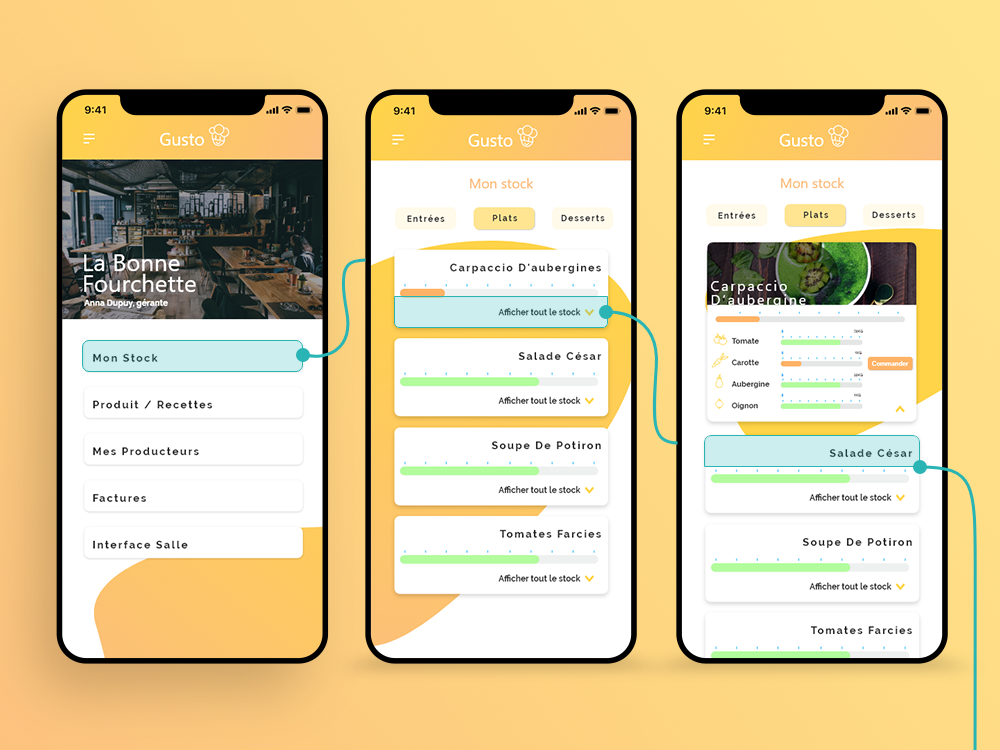 9:41
Gusto
La Bonne
Fourchette
Anna Dupuy, gérante
Mon Stock
Produit / Recettes
Mes Producteurs
Factures
Interface Salle
9:41
Gusto
Mon stock
Entrées Plats Desserts
Carpaccio D'aubergines
Afficher tout le stock
Salade César
Afficher tout le stock
Soupe De Potiron
Afficher tout le stock
Tomates Farcies
Afficher tout le stock
9:41
Gusto
Mon stock
Entrées Plats Desserts
Carpaccio
D'aubergine
Tomate
Carotte
Commander
Aubergine
Oignon
Salade César
Afficher tout le stock
Soupe De Potiron
Afficher tout le stock
Tomates Farcies